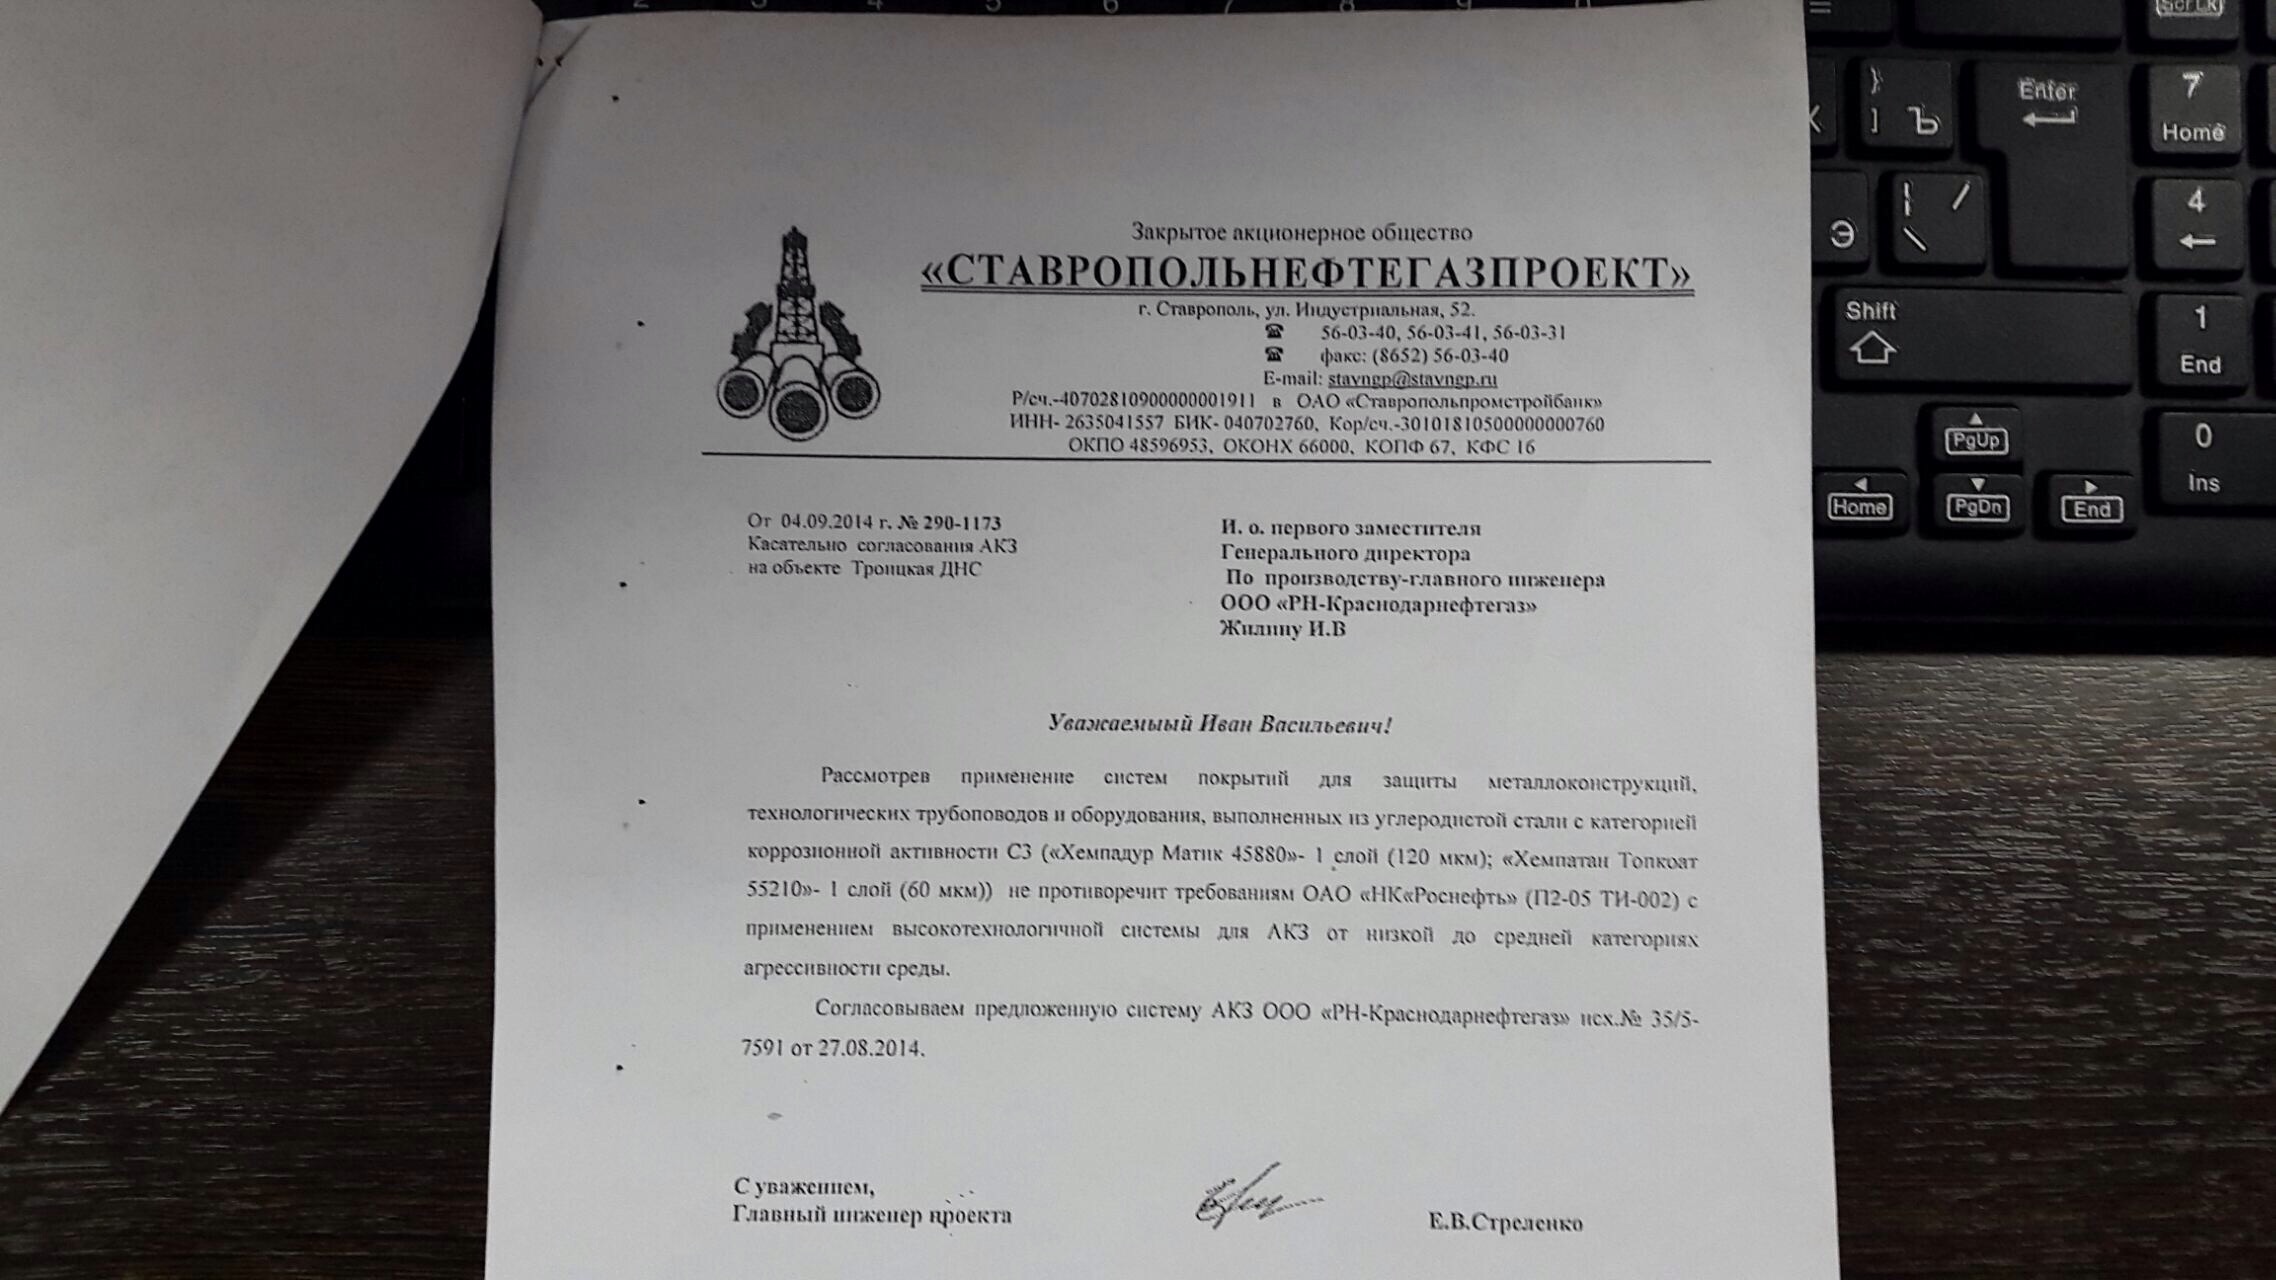 Закрытое акционерное общество
«СТАВРОПОЛЬНЕФТЕГАЗПРОЕКТ»
г. Ставрополь, ул. Индустриальная, 52.
☎ 56-03-40, 56-03-41, 56-03-31
☎ факс: (8652) 56-03-40
E-mail: stavngp@stavngp.ru
Р/сч.-40702810900000001911 в ОАО «Ставропольпромстройбанк»
ИНН- 2635041557 БИК- 040702760, Кор/сч.-30101810500000000760
ОКПО 48596953, ОКОНХ 66000, КОПФ 67, КФС 16
От 04.09.2014 г. № 290-1173
Касательно согласования АКЗ
на объекте Троицкая ДНС
И. о. первого заместителя
Генерального директора
По производству-главного инженера
ООО «РН-Краснодарнефтегаз»
Жилину И.В
Уважаемыый Иван Васильевич!
Рассмотрев применение систем покрытий для защиты металлоконструкций,
технологических трубоповодов и оборудования, выполненных из углеродистой стали с категорией
коррозионной активности С3 («Хемпадур Матик 45880»- 1 слой (120 мкм); «Хемпатан Топкоат
55210»- 1 слой (60 мкм)) не противоречит требованиям ОАО «НК«Роснефть» (П2-05 ТИ-002) с
применением высокотехнологичной системы для АКЗ от низкой до средней категориях
агрессивности среды.
Согласовываем предложенную систему АКЗ ООО «РН-Краснодарнефтегаз» исх.№ 35/5-
7591 от 27.08.2014.
С уважением,
Главный инженер проекта
Е.В.Стреленко
ScrLK
} ] Ъ
Enter
7 Home
Э
| / \
4
Shift
1 End
PgUp
0 Ins
Home PgDn End